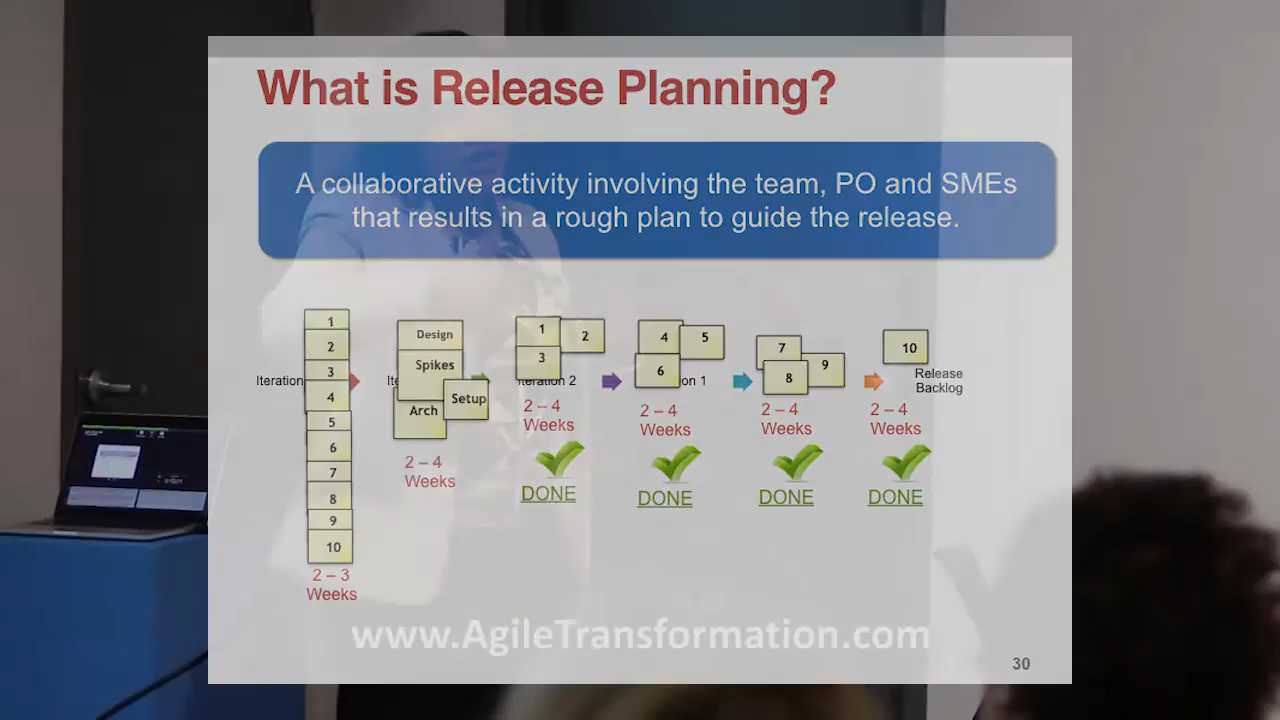 What is Release Planning?
A collaborative activity involving the team, PO and SMEs
that results in a rough plan to guide the release.
Iteration
1
2
3
4
5
6
7
8
9
10
2 – 3
Weeks
Design
Spikes
Arch
Setup
2 – 4
Weeks
1
2
3
Iteration 2
2 – 4
Weeks
DONE
4
5
6
on 1
2 – 4
Weeks
DONE
7
8
9
2 – 4
Weeks
DONE
10
Release
Backlog
2 – 4
Weeks
DONE
www.AgileTransformation.com
30